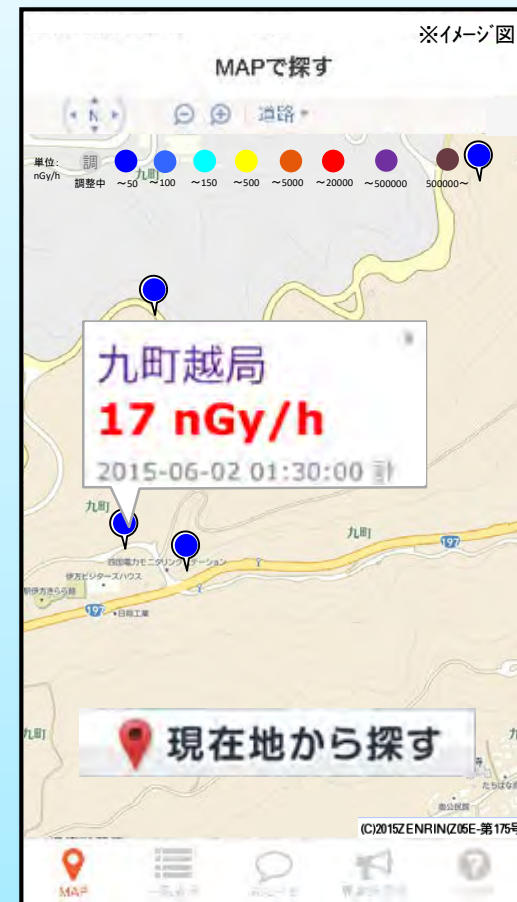 ※イメージ図
MAPで探す
N
道路
単位:
nGy/h
調
調整中 ～50 ～100 ～150 ～500 ～5000 ～20000 ～500000 500000～
九町
九町越局
17 nGy/h
2015-06-02 01:30:00
九町
九町
197
四国電力モニタリングステーション
伊方ビジターズハウス
197
日向工業
九町
現在地から探す
(C)2015ZENRIN(Z05E-第175号
MAP